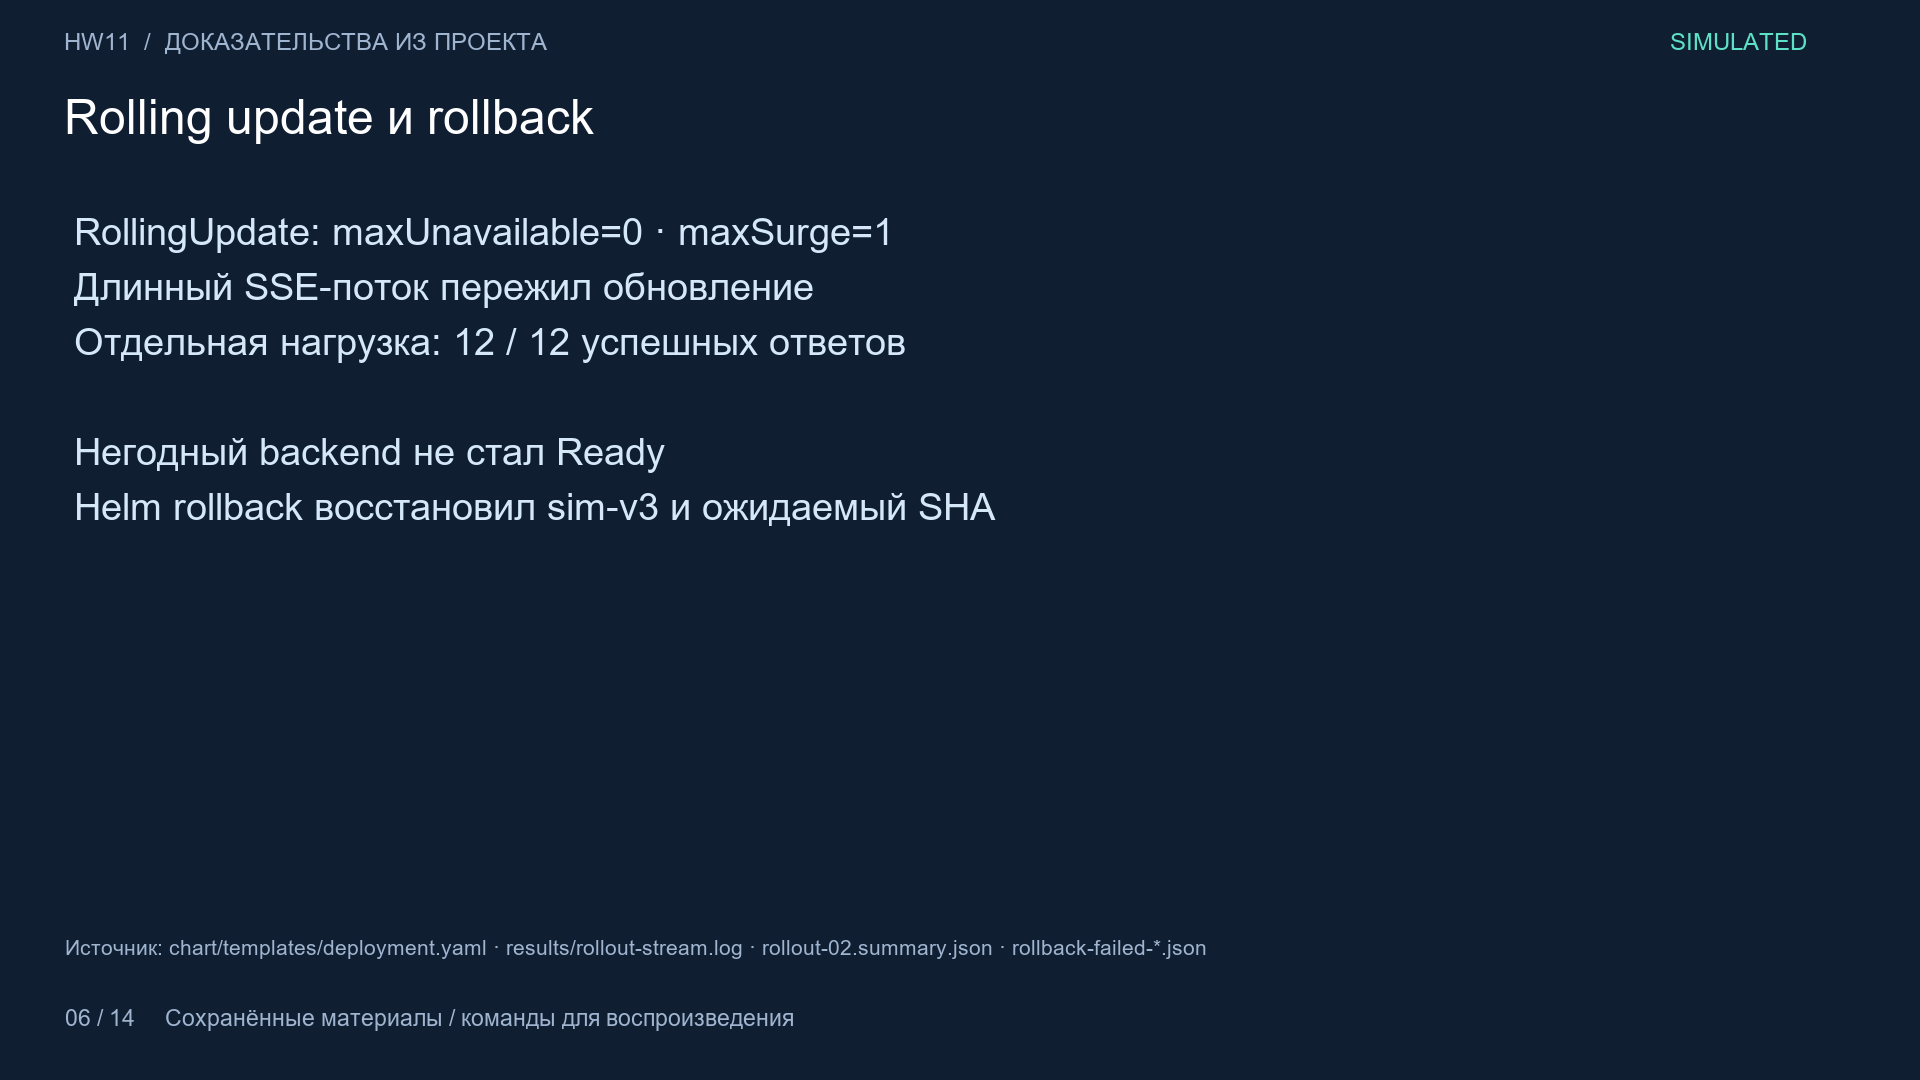 HW11 / ДОКАЗАТЕЛЬСТВА ИЗ ПРОЕКТА
SIMULATED
Rolling update и rollback
RollingUpdate: maxUnavailable=0 · maxSurge=1
Длинный SSE-поток пережил обновление
Отдельная нагрузка: 12 / 12 успешных ответов
Негодный backend не стал Ready
Helm rollback восстановил sim-v3 и ожидаемый SHA
Источник: chart/templates/deployment.yaml · results/rollout-stream.log · rollout-02.summary.json · rollback-failed-*.json
06 / 14 Сохранённые материалы / команды для воспроизведения